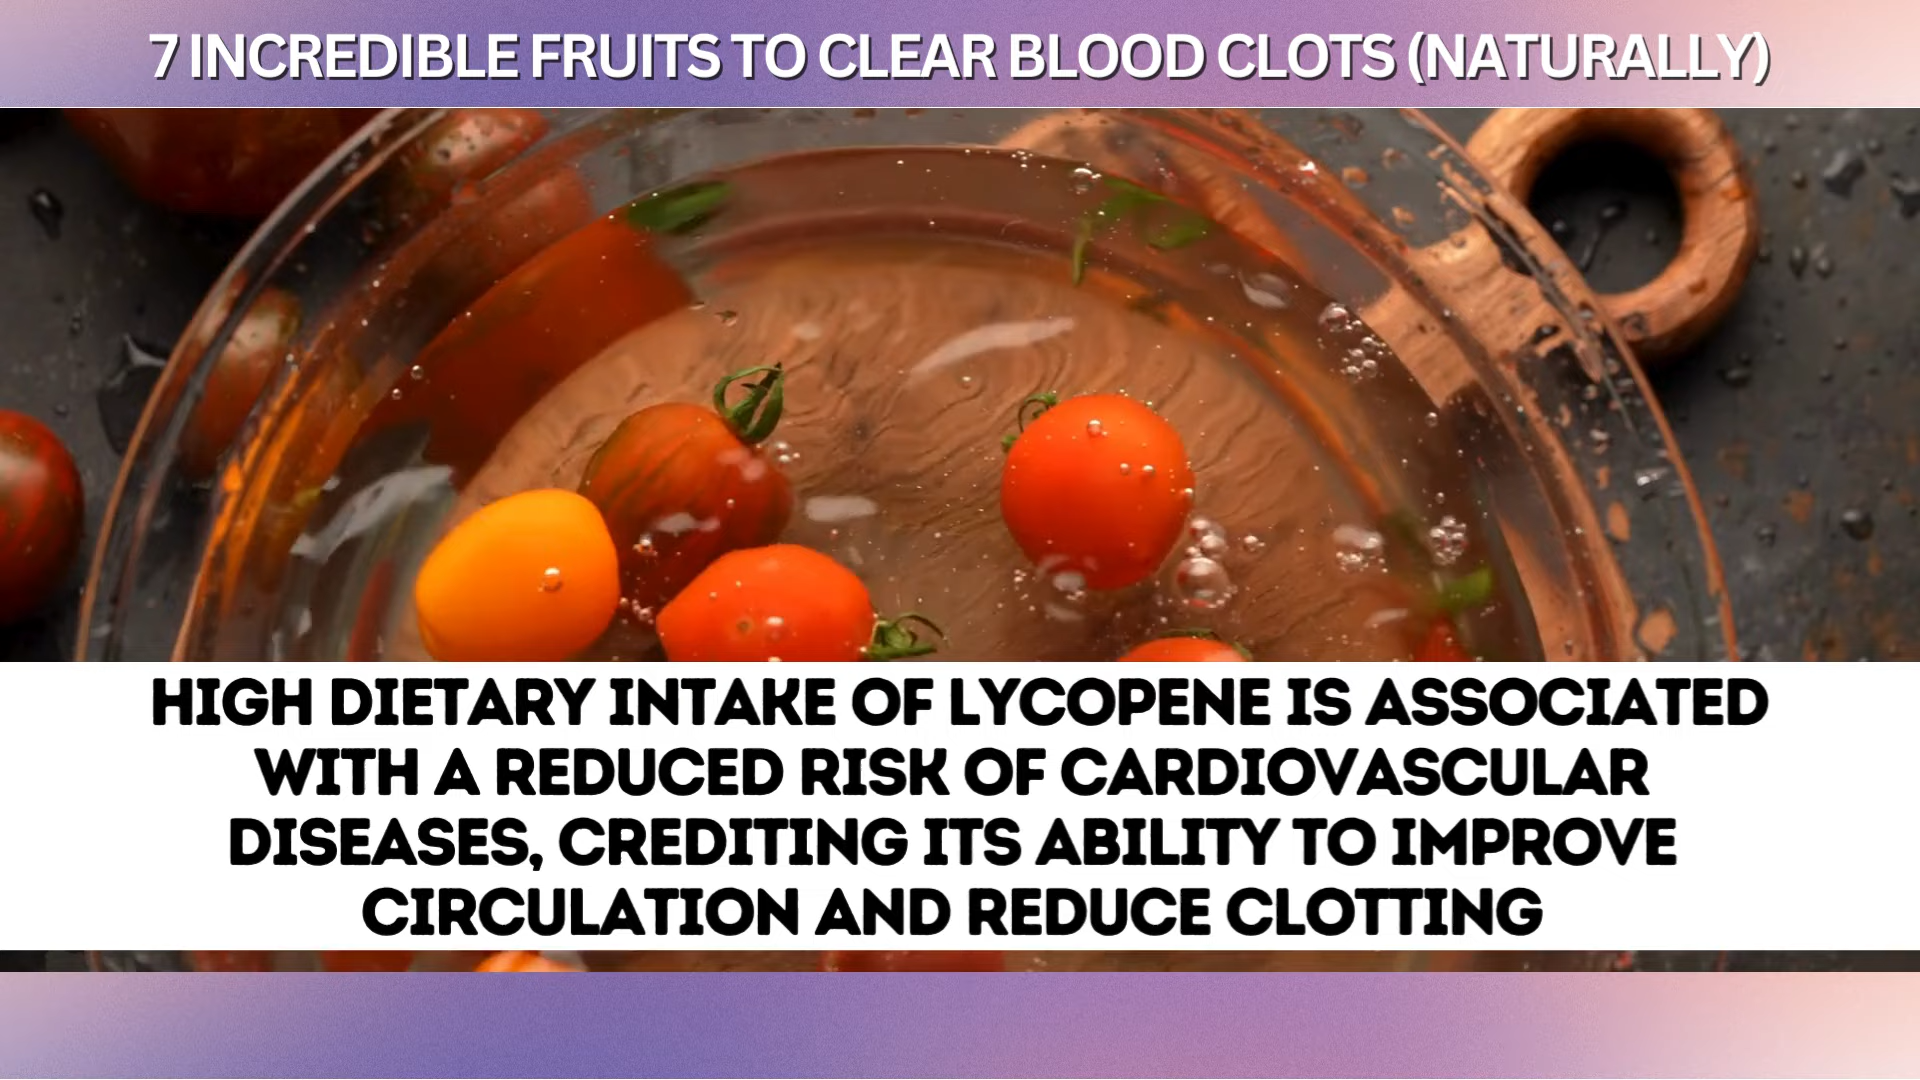 7 INCREDIBLE FRUITS TO CLEAR BLOOD CLOTS (NATURALLY)
HIGH DIETARY INTAKE OF LYCOPENE IS ASSOCIATED
WITH A REDUCED RISK OF CARDIOVASCULAR
DISEASES, CREDITING ITS ABILITY TO IMPROVE
CIRCULATION AND REDUCE CLOTTING